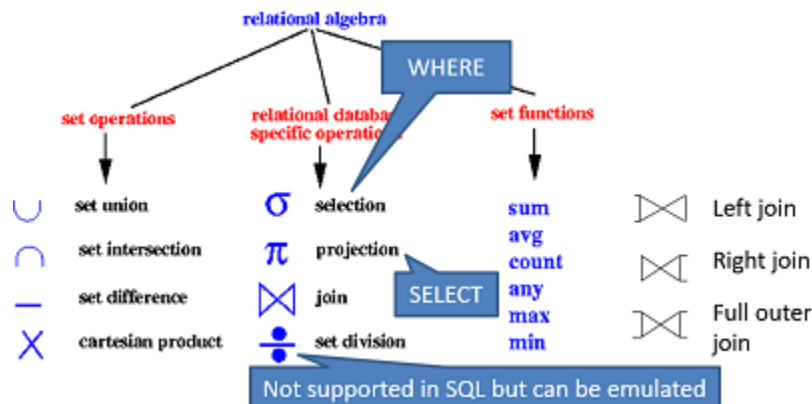 relational algebra
WHERE
set operations
relational databas
specific operations
set functions
∪ set union
∩ set intersection
− set difference
X cartesian product
σ selection
π projection
SELECT
⋈ join
÷ set division
Not supported in SQL but can be emulated
sum
avg
count
any
max
min
⟕ Left join
⟖ Right join
⟗ Full outer
join